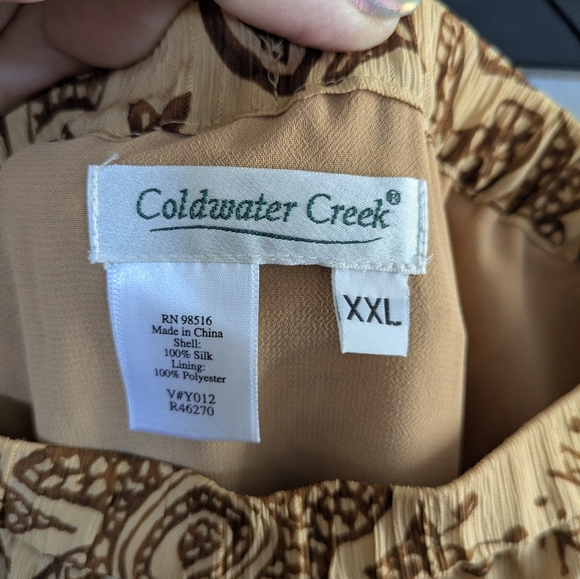 Coldwater Creek®
XXL
RN 98516
Made in China
Shell:
100% Silk
Lining:
100% Polyester
V#Y012
R46270